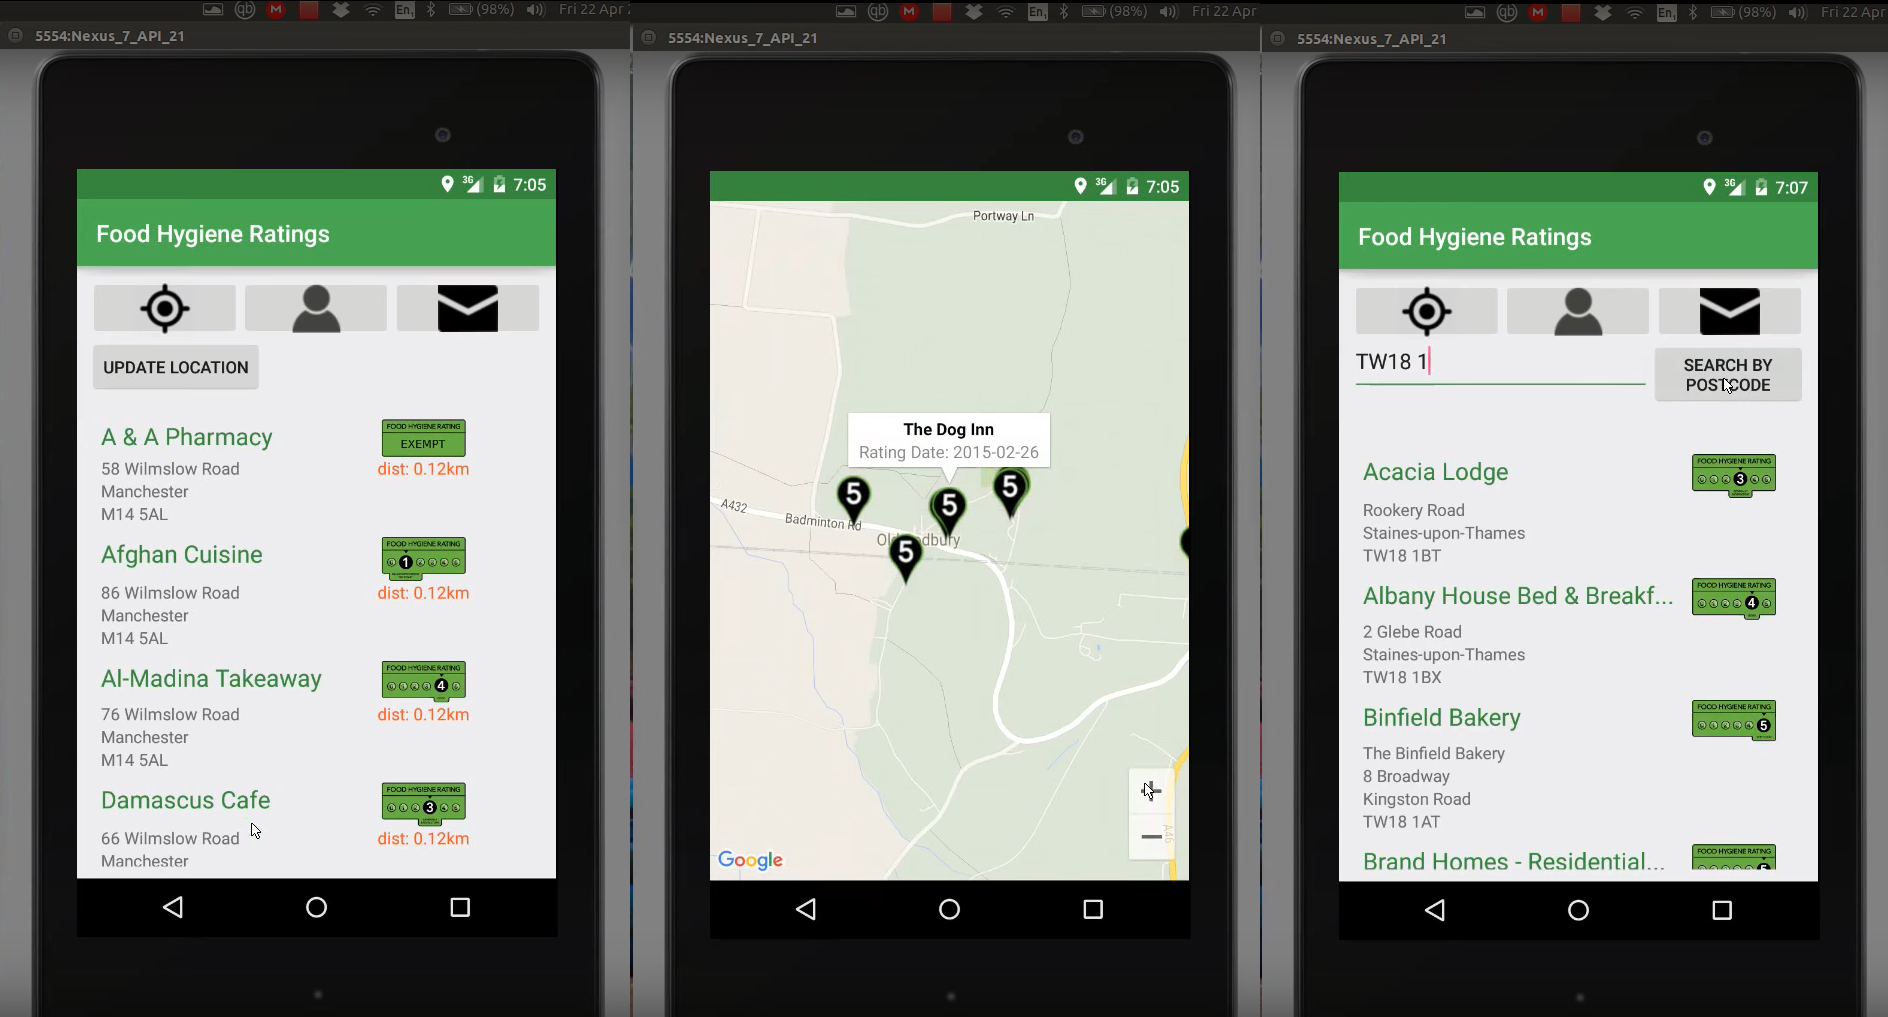 (98%)
Fri 22 Apr
5554:Nexus_7_API_21
3G
7:05
Food Hygiene Ratings
UPDATE LOCATION
A & A Pharmacy
FOOD HYGIENE RATING
EXEMPT
58 Wilmslow Road
dist: 0.12km
Manchester
M14 5AL
Afghan Cuisine
FOOD HYGIENE RATING
1
86 Wilmslow Road
dist: 0.12km
Manchester
M14 5AL
Al-Madina Takeaway
FOOD HYGIENE RATING
4
76 Wilmslow Road
dist: 0.12km
Manchester
M14 5AL
Damascus Cafe
FOOD HYGIENE RATING
3
66 Wilmslow Road
dist: 0.12km
Manchester
qb
M
En1
(98%)
Fri 22 Apr
5554:Nexus_7_API_21
3G
7:05
Portway Ln
The Dog Inn
Rating Date: 2015-02-26
5
5
5
5
A432
Badminton Rd
A46
Google
qb
M
En1
(98%)
Fri 22 Apr
5554:Nexus_7_API_21
3G
7:07
Food Hygiene Ratings
TW18 1
SEARCH BY
POSTCODE
Acacia Lodge
FOOD HYGIENE RATING
3
Rookery Road
Staines-upon-Thames
TW18 1BT
Albany House Bed & Breakf...
FOOD HYGIENE RATING
4
2 Glebe Road
Staines-upon-Thames
TW18 1BX
Binfield Bakery
FOOD HYGIENE RATING
5
The Binfield Bakery
8 Broadway
Kingston Road
TW18 1AT
Brand Homes - Residential...
FOOD HYGIENE RATING